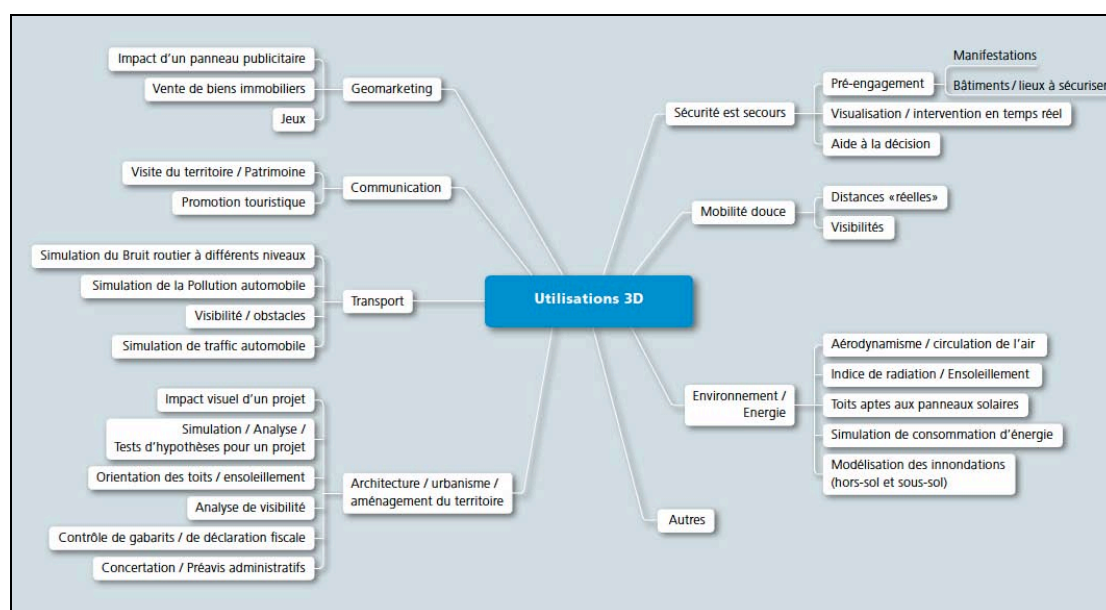 Utilisations 3D
Geomarketing
Impact d'un panneau publicitaire
Vente de biens immobiliers
Jeux
Communication
Visite du territoire / Patrimoine
Promotion touristique
Transport
Simulation du Bruit routier à différents niveaux
Simulation de la Pollution automobile
Visibilité / obstacles
Simulation de traffic automobile
Architecture / urbanisme /
aménagement du territoire
Impact visuel d'un projet
Simulation / Analyse /
Tests d'hypothèses pour un projet
Orientation des toits / ensoleillement
Analyse de visibilité
Contrôle de gabarits / de déclaration fiscale
Concertation / Préavis administratifs
Sécurité est secours
Pré-engagement
Manifestations
Bâtiments / lieux à sécuriser
Visualisation / intervention en temps réel
Aide à la décision
Mobilité douce
Distances «réelles»
Visibilités
Environnement /
Energie
Aérodynamisme / circulation de l'air
Indice de radiation / Ensoleillement
Toits aptes aux panneaux solaires
Simulation de consommation d'énergie
Modélisation des innondations
(hors-sol et sous-sol)
Autres